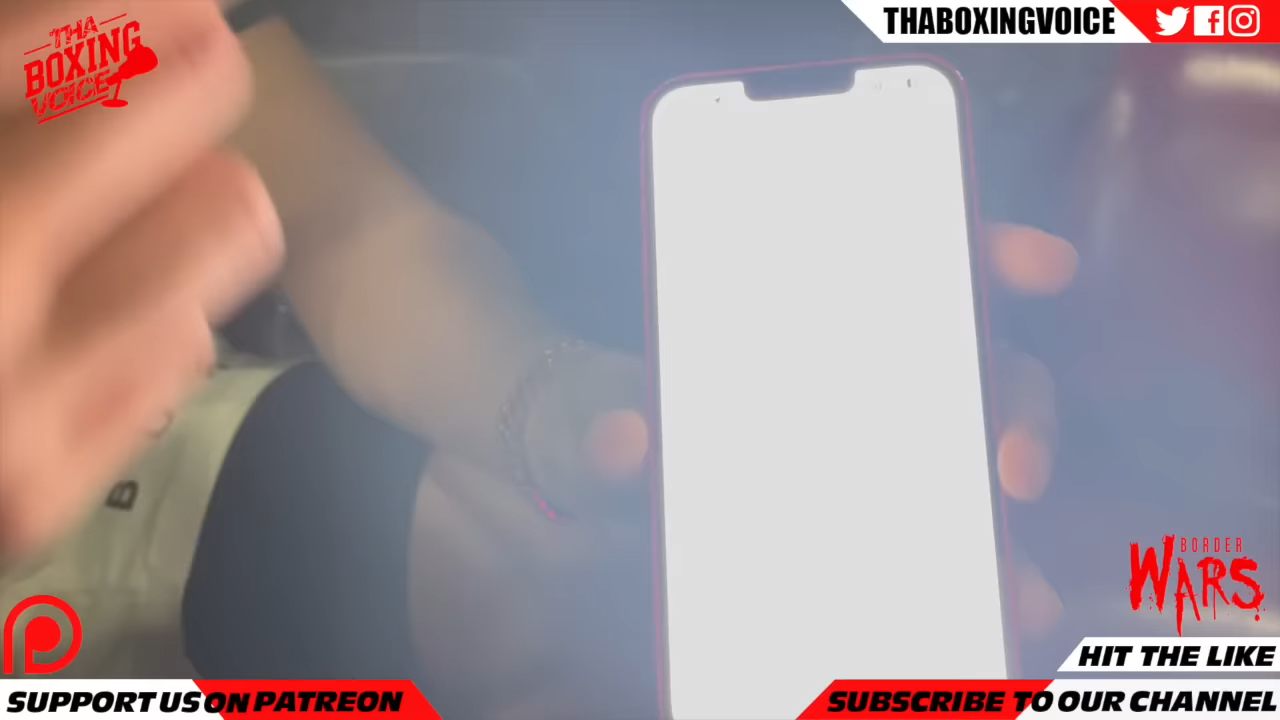 THA
BOXING
VOICE
THABOXINGVOICE
B
BORDER
WARS
HIT THE LIKE
SUPPORT US ON PATREON
SUBSCRIBE TO OUR CHANNEL